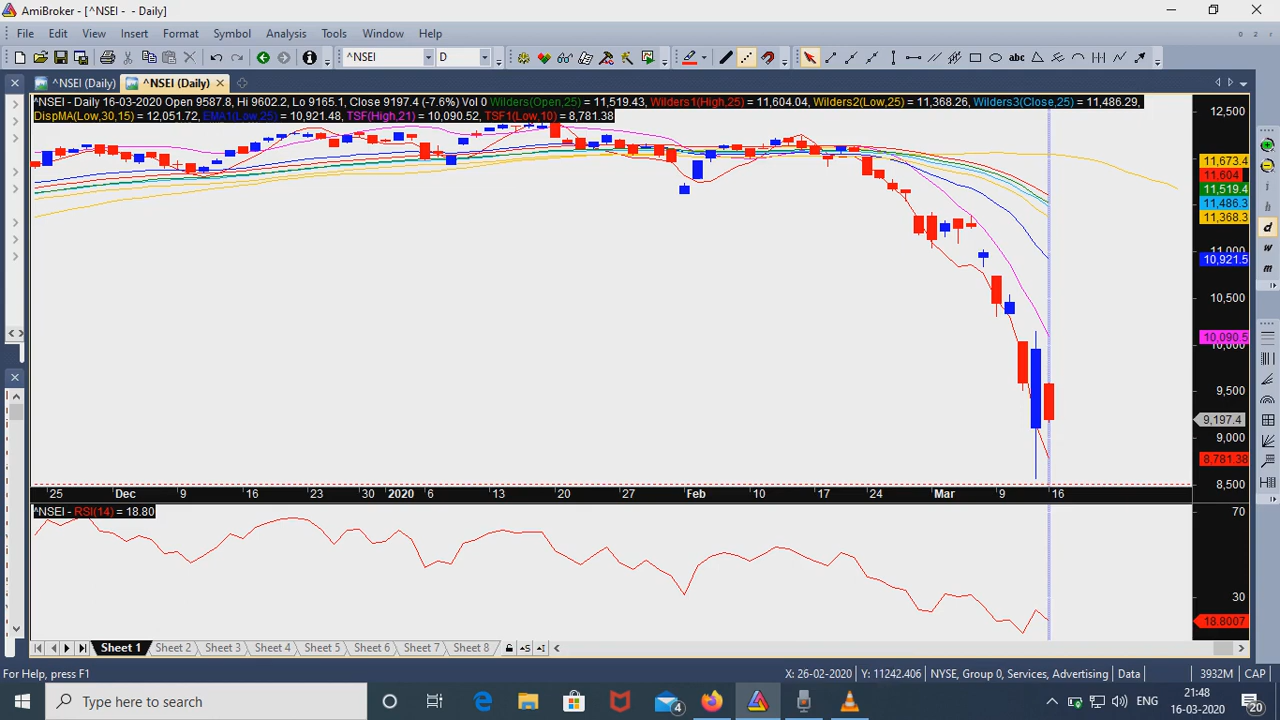 AmiBroker - [^NSEI - - Daily]
File Edit View Insert Format Symbol Analysis Tools Window Help
^NSEI D abc
^NSEI (Daily) ^NSEI (Daily)
^NSEI - Daily 16-03-2020 Open 9587.8, Hi 9602.2, Lo 9165.1, Close 9197.4 (-7.6%) Vol 0 Wilders(Open,25) = 11,519.43, Wilders1(High,25) = 11,604.04, Wilders2(Low,25) = 11,368.26, Wilders3(Close,25) = 11,486.29,
DispMA(Low,30,15) = 12,051.72, EMA1(Low,25) = 10,921.48, TSF(High,21) = 10,090.52, TSF1(Low,10) = 8,781.38
12,500
11,673.4
11,604
11,519.4
11,486.3
11,368.3
11,000
10,921.5
10,500
10,090.5
10,000
9,500
9,197.4
9,000
8,781.38
8,500
i
h
d
w
m
25 Dec 9 16 23 30 2020 6 13 20 27 Feb 10 17 24 Mar 9 16
^NSEI - RSI(14) = 18.80
70
30
18.8007
Sheet 1 Sheet 2 Sheet 3 Sheet 4 Sheet 5 Sheet 6 Sheet 7 Sheet 8
For Help, press F1 X: 26-02-2020 Y: 11242.406 NYSE, Group 0, Services, Advertising Data 3932M CAP
Type here to search 4 ENG 21:48
16-03-2020 20